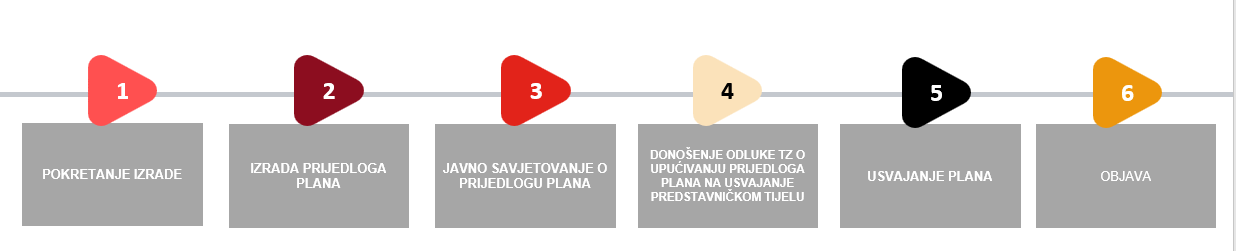 1
2
3
4
5
6
POKRETANJE IZRADE
IZRADA PRIJEDLOGA
PLANA
JAVNO SAVJETOVANJE O
PRIJEDLOGU PLANA
DONOŠENJE ODLUKE TZ O
UPUĆIVANJU PRIJEDLOGA
PLANA NA USVAJANJE
PREDSTAVNIČKOM TIJELU
USVAJANJE PLANA
OBJAVA